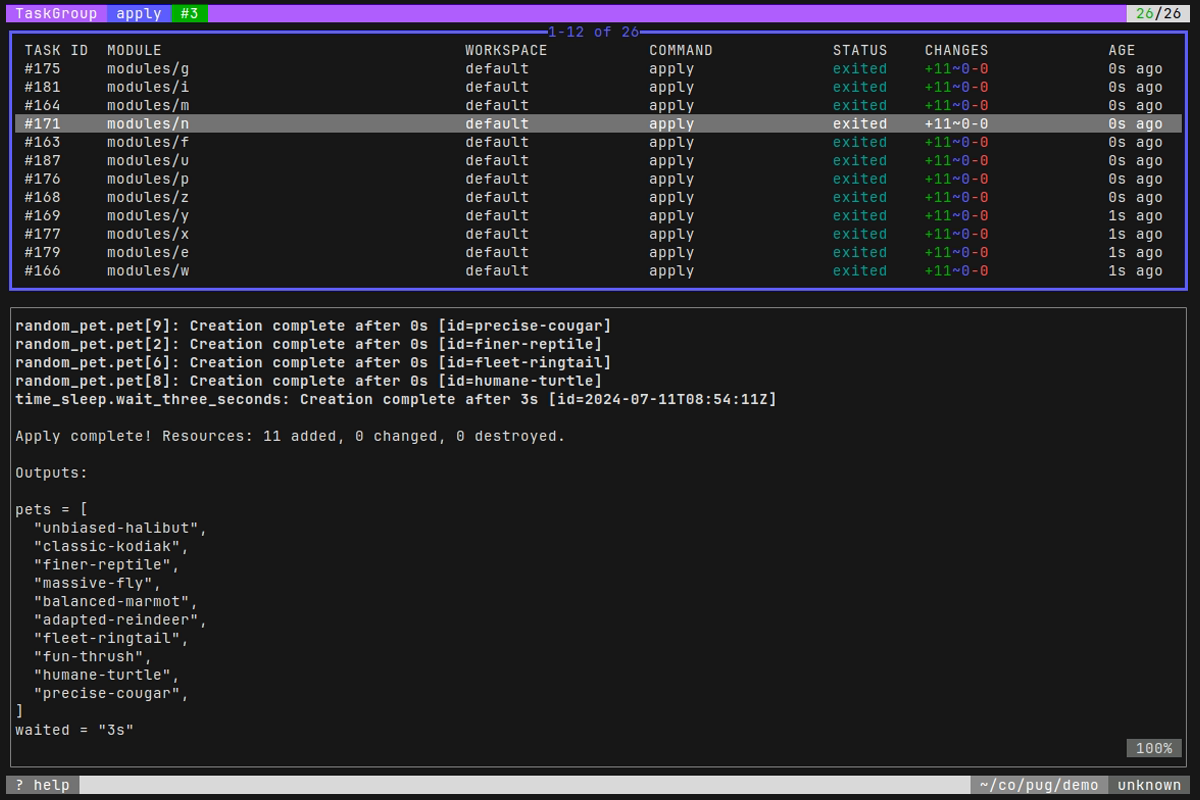 TaskGroup apply #3 26/26
1-12 of 26
TASK ID MODULE WORKSPACE COMMAND STATUS CHANGES AGE
#175 modules/g default apply exited +11~0-0 0s ago
#181 modules/i default apply exited +11~0-0 0s ago
#164 modules/m default apply exited +11~0-0 0s ago
#171 modules/n default apply exited +11~0-0 0s ago
#163 modules/f default apply exited +11~0-0 0s ago
#187 modules/u default apply exited +11~0-0 0s ago
#176 modules/p default apply exited +11~0-0 0s ago
#168 modules/z default apply exited +11~0-0 0s ago
#169 modules/y default apply exited +11~0-0 1s ago
#177 modules/x default apply exited +11~0-0 1s ago
#179 modules/e default apply exited +11~0-0 1s ago
#166 modules/w default apply exited +11~0-0 1s ago
random_pet.pet[9]: Creation complete after 0s [id=precise-cougar]
random_pet.pet[2]: Creation complete after 0s [id=finer-reptile]
random_pet.pet[6]: Creation complete after 0s [id=fleet-ringtail]
random_pet.pet[8]: Creation complete after 0s [id=humane-turtle]
time_sleep.wait_three_seconds: Creation complete after 3s [id=2024-07-11T08:54:11Z]
Apply complete! Resources: 11 added, 0 changed, 0 destroyed.
Outputs:
pets = [
"unbiased-halibut",
"classic-kodiak",
"finer-reptile",
"massive-fly",
"balanced-marmot",
"adapted-reindeer",
"fleet-ringtail",
"fun-thrush",
"humane-turtle",
"precise-cougar",
]
waited = "3s"
100%
? help ~/co/pug/demo unknown